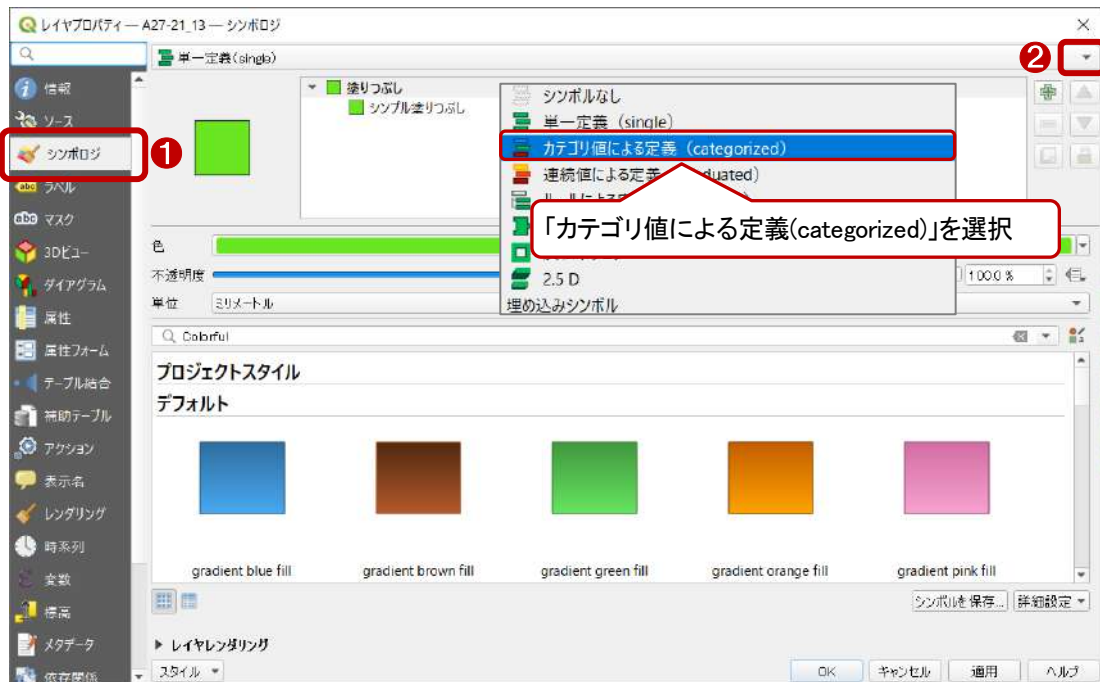 レイヤプロパティ — A27-21_13 — シンボロジ
単一定義(single)
❷
情報
ソース
シンボロジ
❶
ラベル
マスク
3Dビュー
ダイアグラム
属性
属性フォーム
テーブル結合
補助テーブル
アクション
表示名
レンダリング
時系列
変数
標高
メタデータ
依存関係
塗りつぶし
シンプル塗りつぶし
シンボルなし
単一定義 (single)
カテゴリ値による定義 (categorized)
連続値による定義 duated)
「カテゴリ値による定義(categorized)」を選択
2.5 D
埋め込みシンボル
色
不透明度
100.0 %
単位 ミリメートル
Colorful
プロジェクトスタイル
デフォルト
gradient blue fill gradient brown fill gradient green fill gradient orange fill gradient pink fill
シンボルを保存... 詳細設定
レイヤレンダリング
スタイル OK キャンセル 適用 ヘルプ